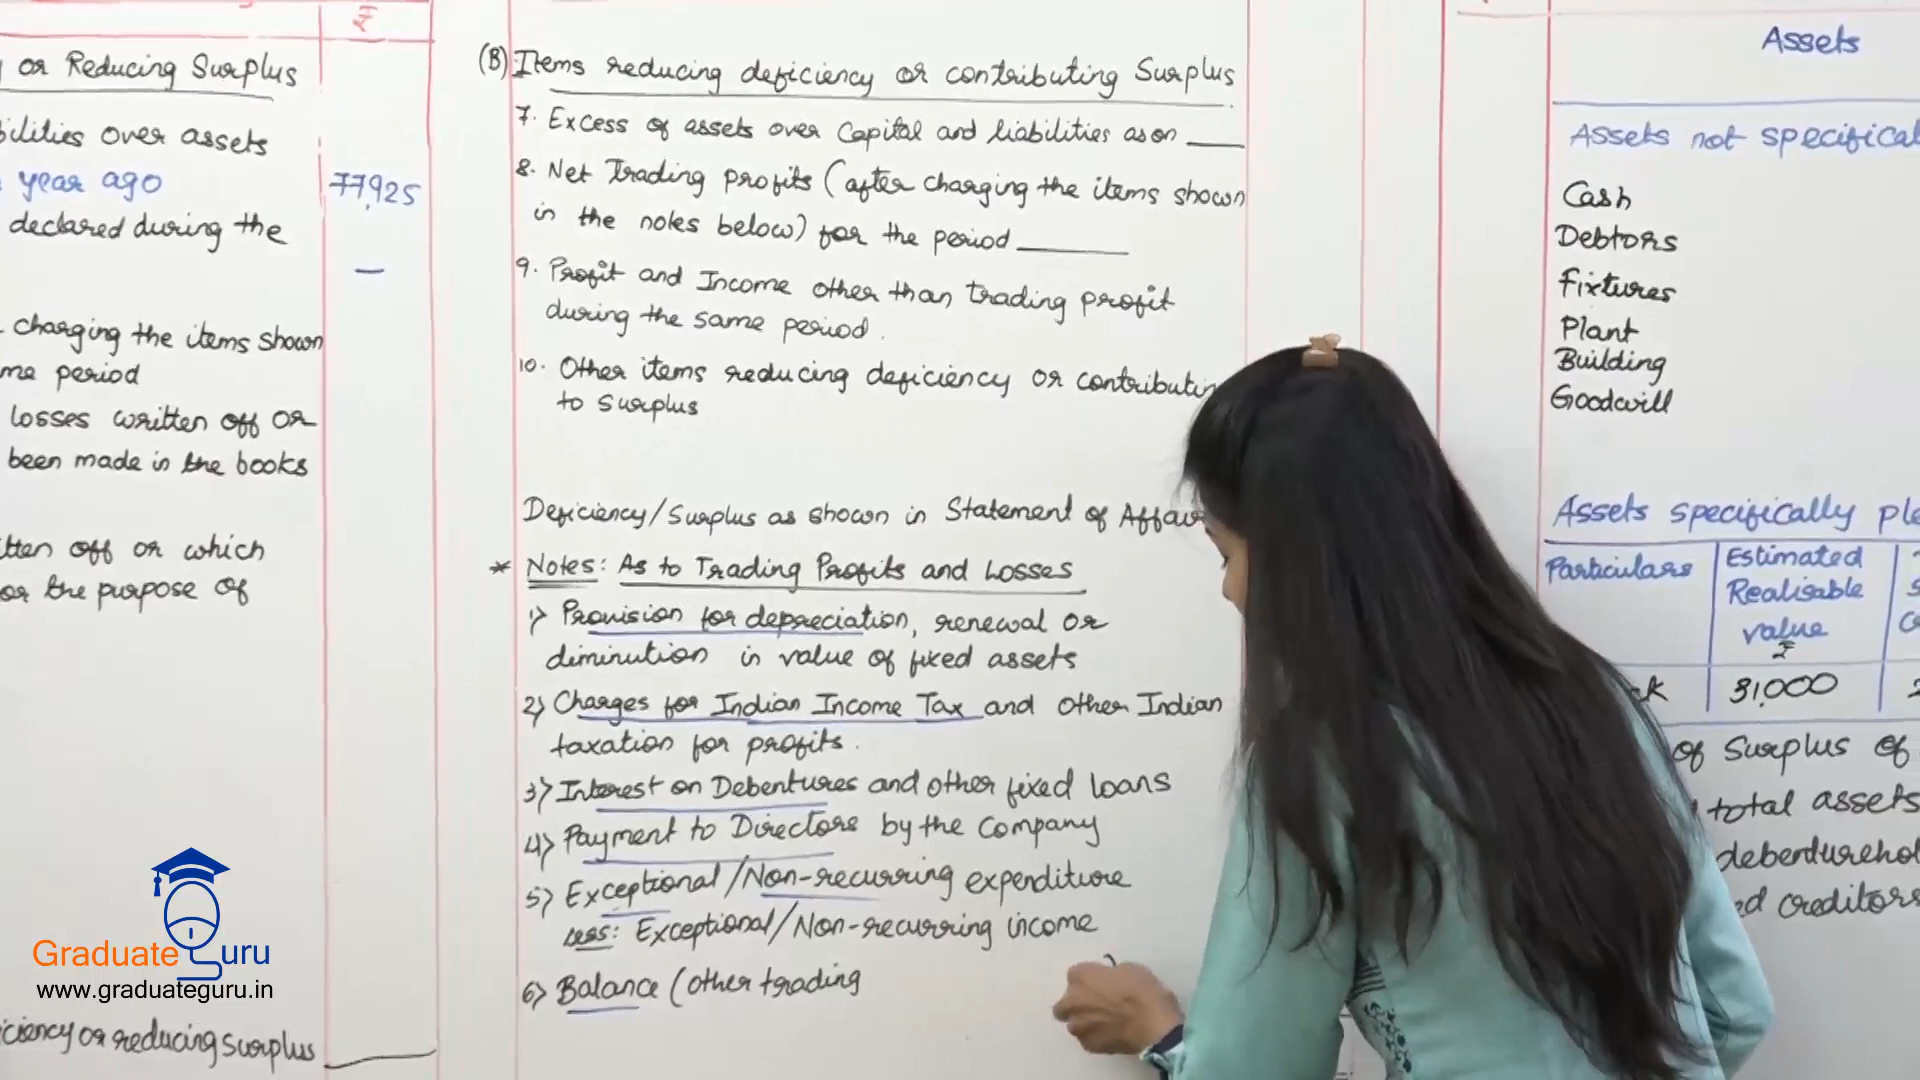 ₹
or Reducing Surplus
bilities over assets
year ago 77,925
declared during the
—
charging the items shown
me period
losses written off or
been made in the books
tten off or which
or the purpose of
ciency or reducing surplus
(B) Items reducing deficiency or contributing Surplus
7. Excess of assets over Capital and liabilities as on ____
8. Net Trading profits (after charging the items shown
in the notes below) for the period ________
9. Profit and Income other than trading profit
during the same period.
10. Other items reducing deficiency or contributin
to surplus
Deficiency/Surplus as shown in Statement of Affai
* Notes: As to Trading Profits and Losses
1) Provision for depreciation, renewal or
diminution in value of fixed assets
2) Charges for Indian Income Tax and other Indian
taxation for profits.
3) Interest on Debentures and other fixed loans
4) Payment to Directors by the Company
5) Exceptional/Non-recurring expenditure
Less: Exceptional/Non-recurring income
6) Balance (other trading
Assets
Assets not specifical
Cash
Debtors
Fixtures
Plant
Building
Goodwill
Assets specifically ple
Particulars
Estimated
Realisable
value
₹
k 31,000
of Surplus of
total assets
debenturehol
ed creditors
Graduate Guru
www.graduateguru.in